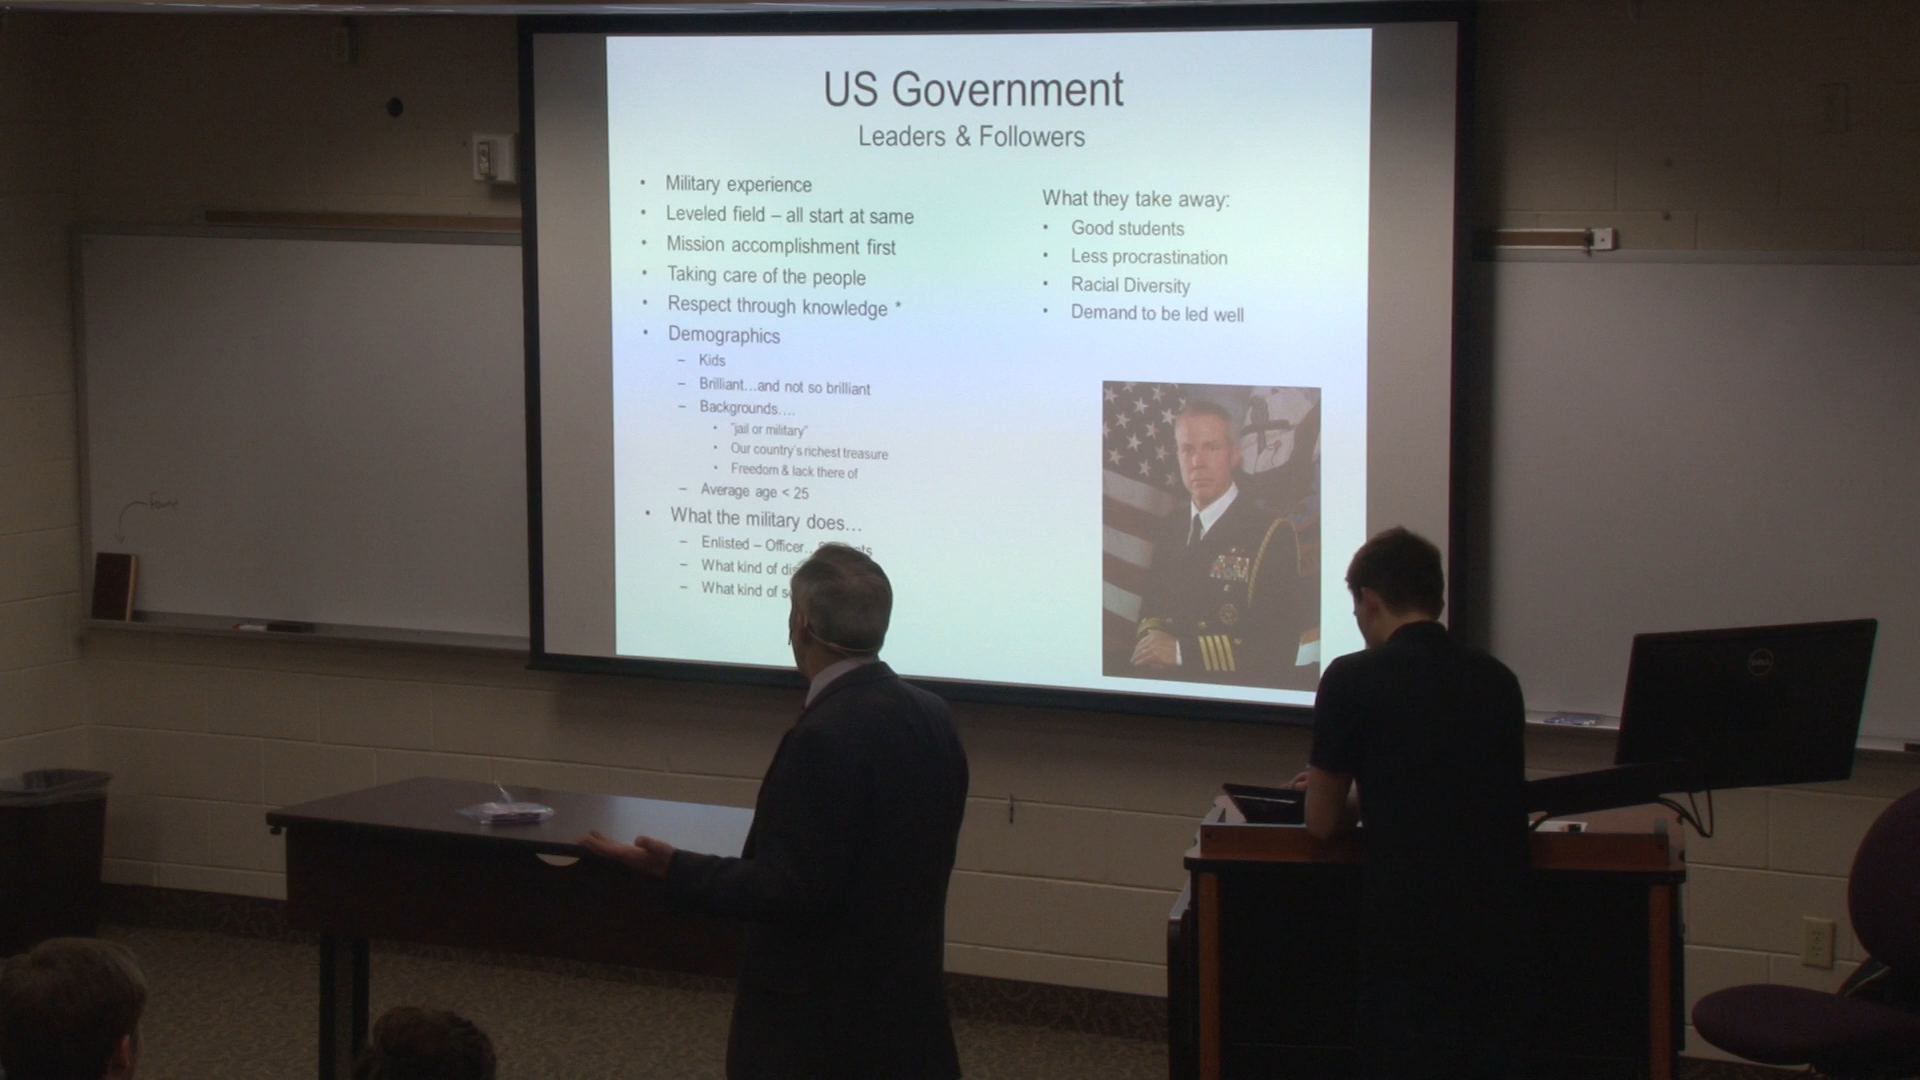 US Government
Leaders & Followers
• Military experience
• Leveled field – all start at same
• Mission accomplishment first
• Taking care of the people
• Respect through knowledge *
• Demographics
– Kids
– Brilliant…and not so brilliant
– Backgrounds….
• "jail or military"
• Our country's richest treasure
• Freedom & lack there of
– Average age < 25
• What the military does…
– Enlisted – Officer…
– What kind of
– What kind of
What they take away:
• Good students
• Less procrastination
• Racial Diversity
• Demand to be led well
DELL